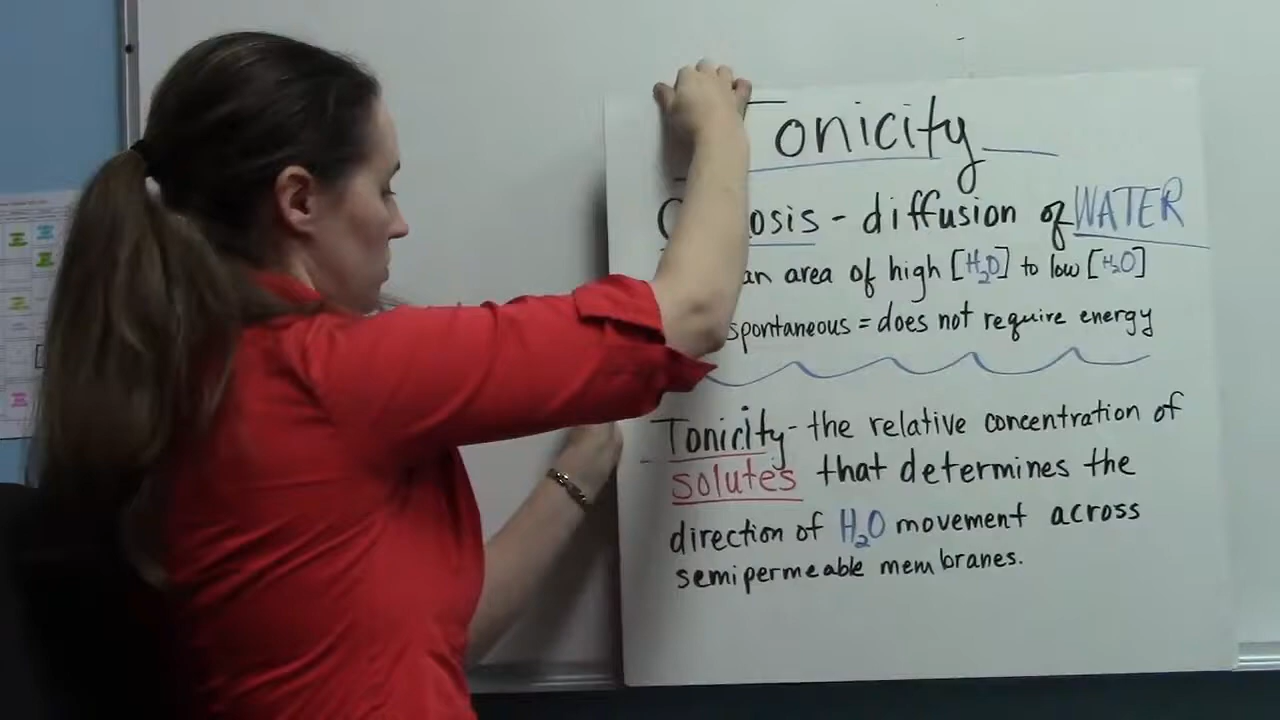 Tonicity
osis - diffusion of WATER
an area of high [H₂O] to low [H₂O]
spontaneous = does not require energy
Tonicity - the relative concentration of
solutes that determines the
direction of H₂O movement across
semipermeable membranes.